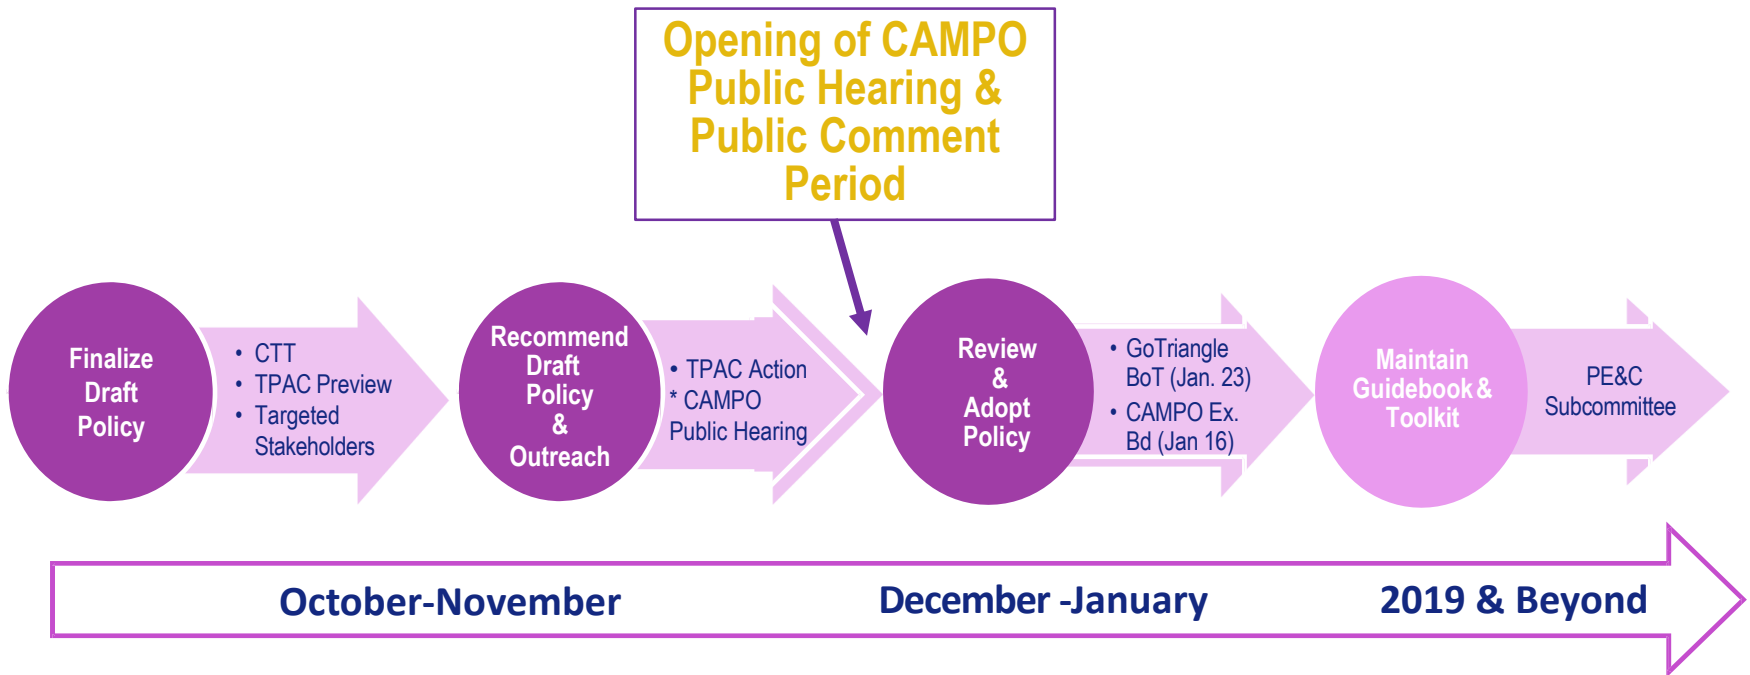 Opening of CAMPO
Public Hearing &
Public Comment
Period
Finalize
Draft
Policy
• CTT
• TPAC Preview
• Targeted
Stakeholders
Recommend
Draft
Policy
&
Outreach
• TPAC Action
* CAMPO
Public Hearing
Review
&
Adopt
Policy
• GoTriangle
BoT (Jan. 23)
• CAMPO Ex.
Bd (Jan 16)
Maintain
Guidebook &
Toolkit
PE&C
Subcommittee
October-November
December -January
2019 & Beyond